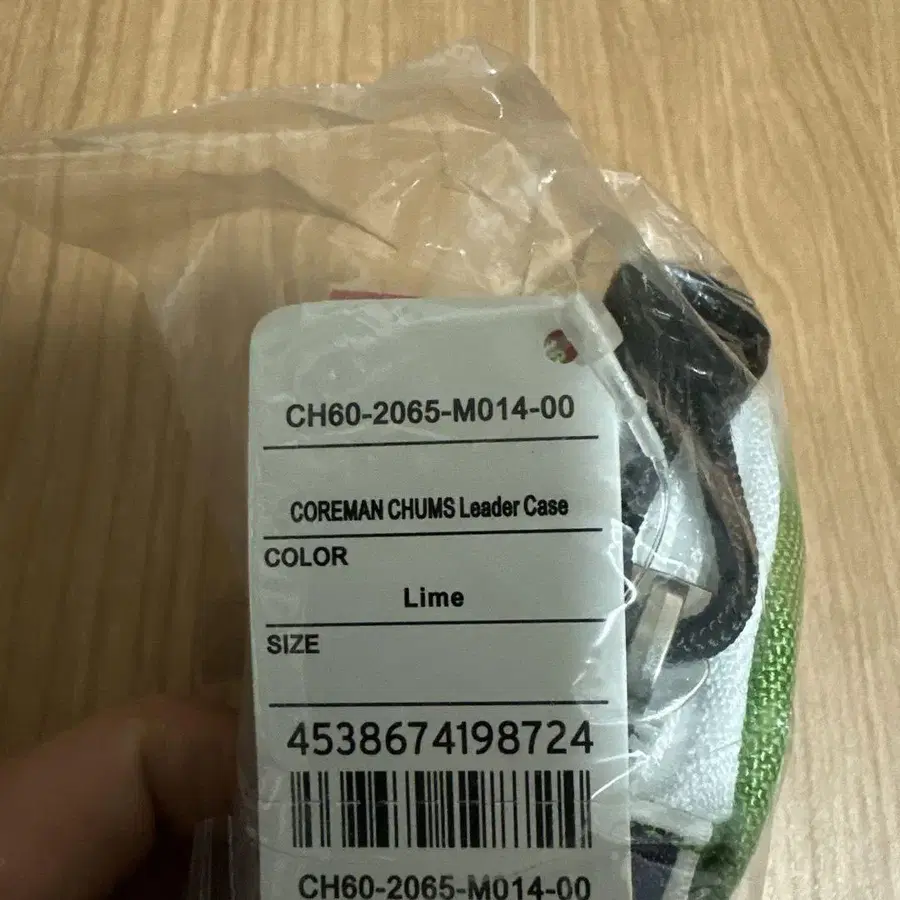 CH60-2065-M014-00
COREMAN CHUMS Leader Case
COLOR
Lime
SIZE
4538674198724
CH60-2065-M014-00